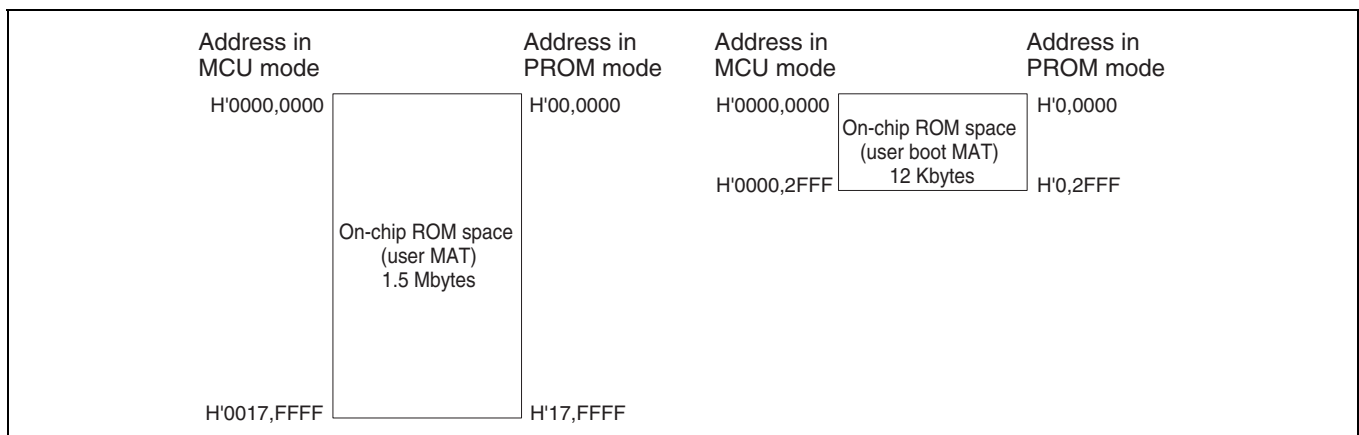 Address in
MCU mode
Address in
PROM mode
H'0000,0000
H'00,0000
On-chip ROM space
(user MAT)
1.5 Mbytes
H'0017,FFFF
H'17,FFFF
Address in
MCU mode
Address in
PROM mode
H'0000,0000
H'0,0000
On-chip ROM space
(user boot MAT)
12 Kbytes
H'0000,2FFF
H'0,2FFF